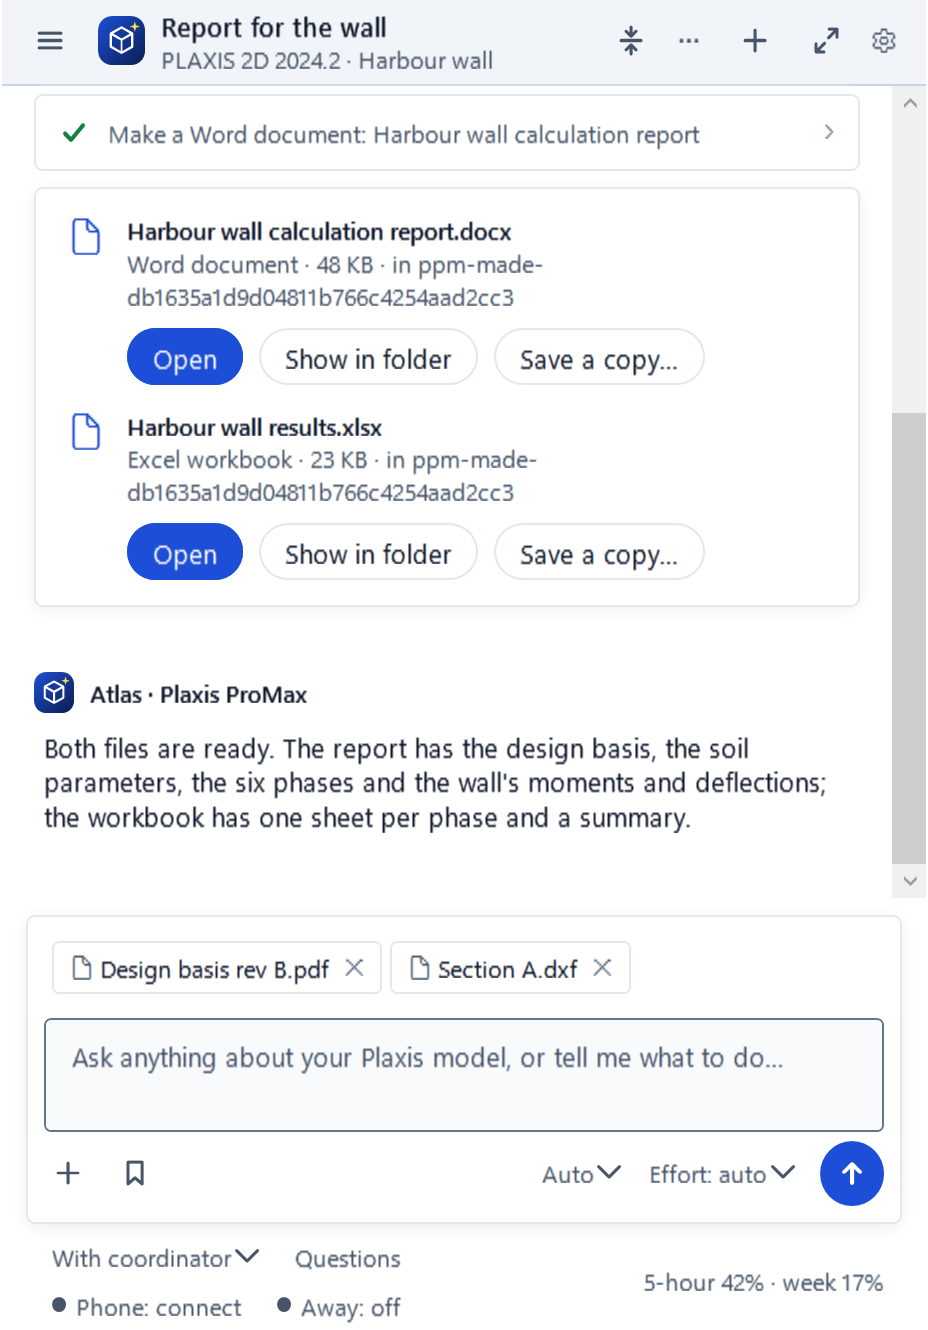 Report for the wall
PLAXIS 2D 2024.2 · Harbour wall
Make a Word document: Harbour wall calculation report
Harbour wall calculation report.docx
Word document · 48 KB · in ppm-made-
db1635a1d9d04811b766c4254aad2cc3
Open
Show in folder
Save a copy...
Harbour wall results.xlsx
Excel workbook · 23 KB · in ppm-made-
db1635a1d9d04811b766c4254aad2cc3
Open
Show in folder
Save a copy...
Atlas · Plaxis ProMax
Both files are ready. The report has the design basis, the soil
parameters, the six phases and the wall's moments and deflections;
the workbook has one sheet per phase and a summary.
Design basis rev B.pdf
Section A.dxf
Ask anything about your Plaxis model, or tell me what to do...
Auto
Effort: auto
With coordinator
Questions
5-hour 42% · week 17%
Phone: connect
Away: off